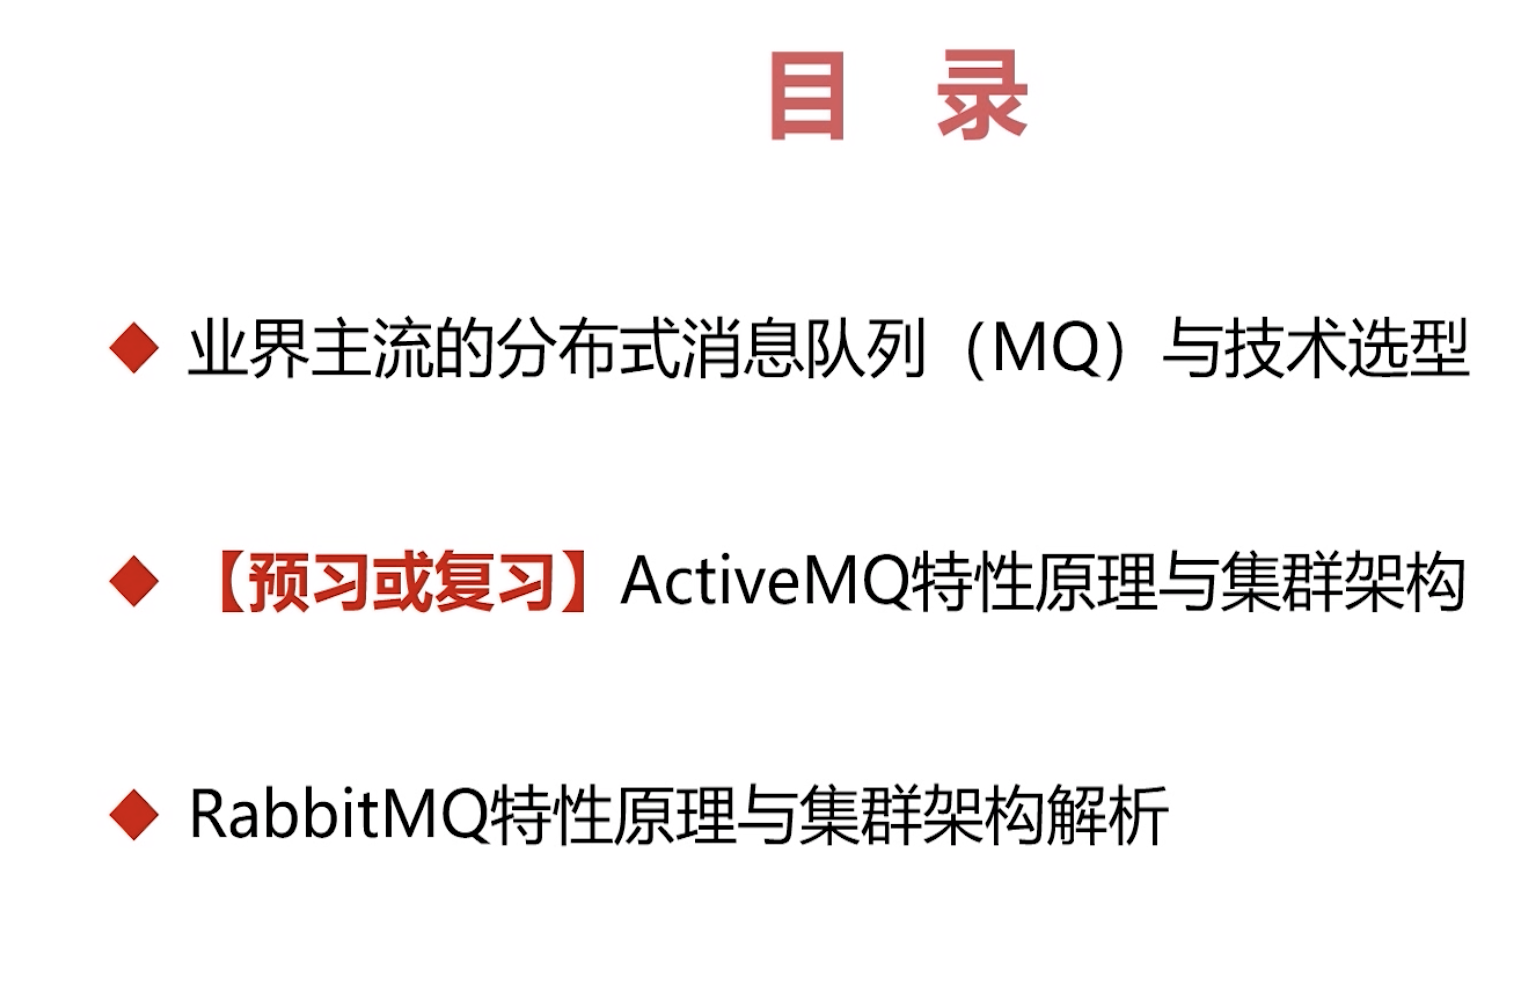 目 录
业界主流的分布式消息队列（MQ）与技术选型
【预习或复习】ActiveMQ特性原理与集群架构
RabbitMQ特性原理与集群架构解析